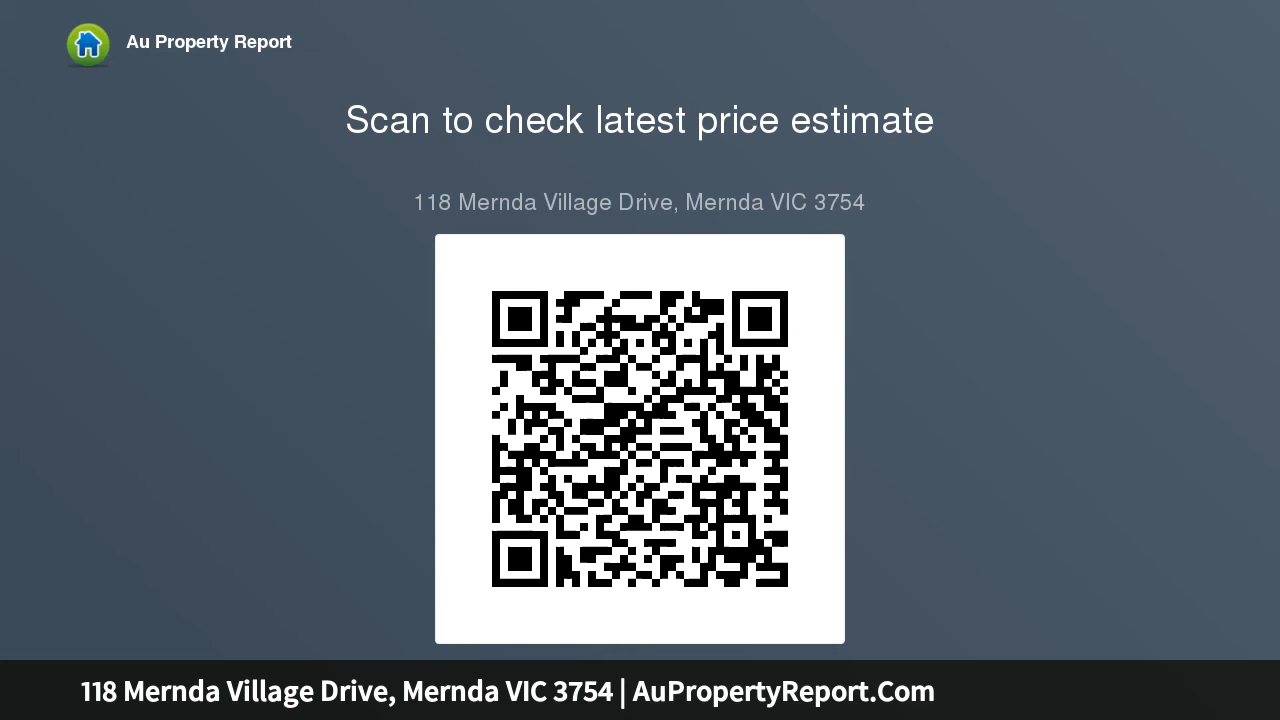 Au Property Report
Scan to check latest price estimate
118 Mernda Village Drive, Mernda VIC 3754
118 Mernda Village Drive, Mernda VIC 3754 | AuPropertyReport.Com